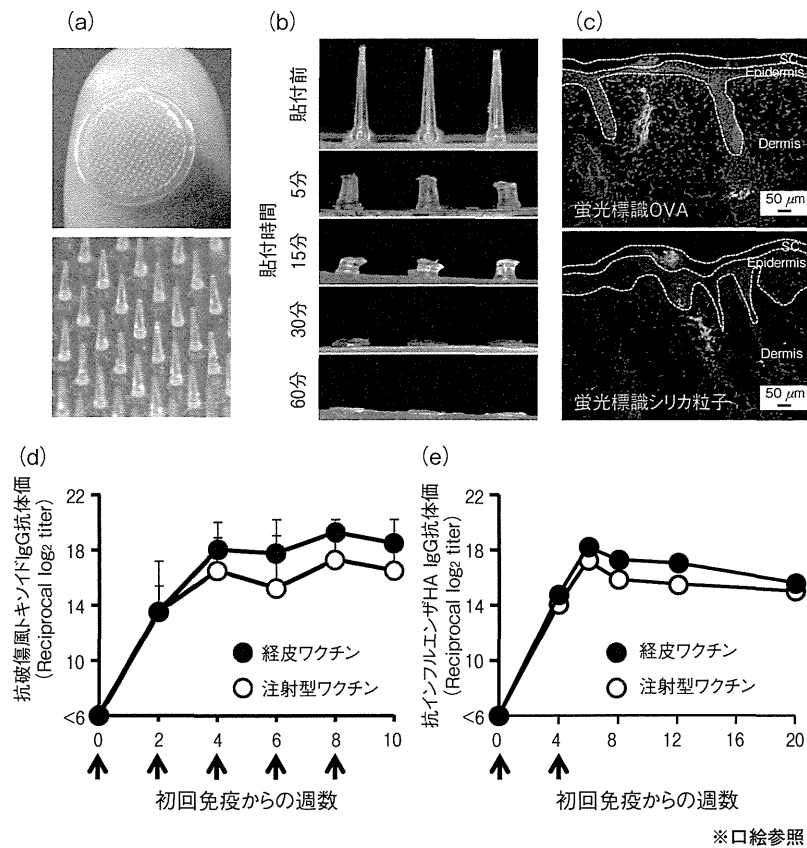 (a)
(b)
(c)
貼付時間
貼付前
5分
15分
30分
60分
SC
Epidermis
Dermis
50 μm
蛍光標識OVA
SC
Epidermis
Dermis
50 μm
蛍光標識シリカ粒子
(d)
抗破傷風トキソイドIgG抗体価
(Reciprocal log₂ titer)
22
18
14
10
<6
経皮ワクチン
注射型ワクチン
0 2 4 6 8 10
初回免疫からの週数
(e)
抗インフルエンザHA IgG抗体価
(Reciprocal log₂ titer)
22
18
14
10
<6
経皮ワクチン
注射型ワクチン
0 4 8 12 16 20
初回免疫からの週数
※口絵参照